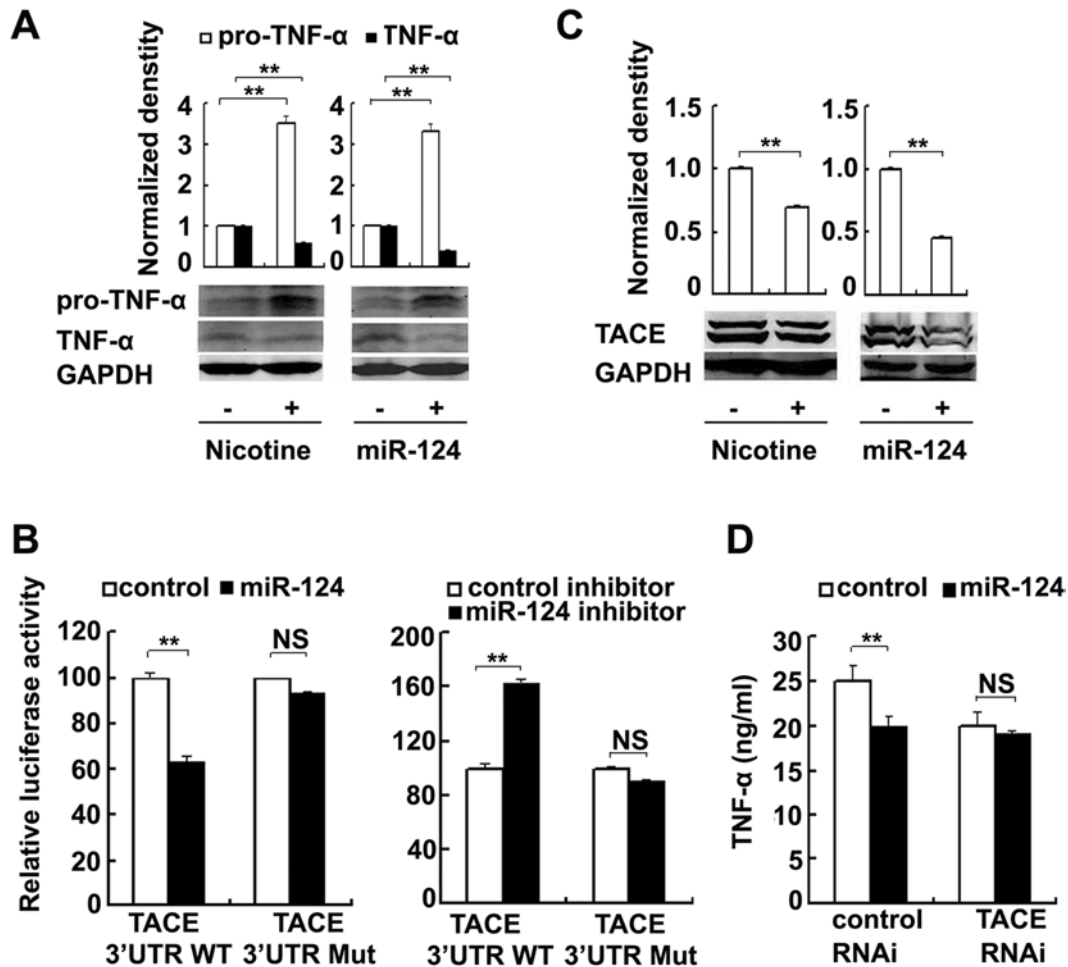 A
pro-TNF-α TNF-α
** **
** **
Normalized denstity
4 4
3 3
2 2
1 1
0 0
pro-TNF-α
TNF-α
GAPDH
- + - +
Nicotine miR-124
C
Normalized density
1.5 1.5
** **
1.0 1.0
0.5 0.5
0 0
TACE
GAPDH
- + - +
Nicotine miR-124
B
control miR-124
Relative luciferase activity
120
** NS
100
80
60
40
20
00
TACE TACE
3'UTR WT 3'UTR Mut
control inhibitor
miR-124 inhibitor
200
** NS
160
120
80
40
0
TACE TACE
3'UTR WT 3'UTR Mut
D
control miR-124
TNF-α (ng/ml)
30
** NS
25
20
15
10
25
00
control TACE
RNAi RNAi